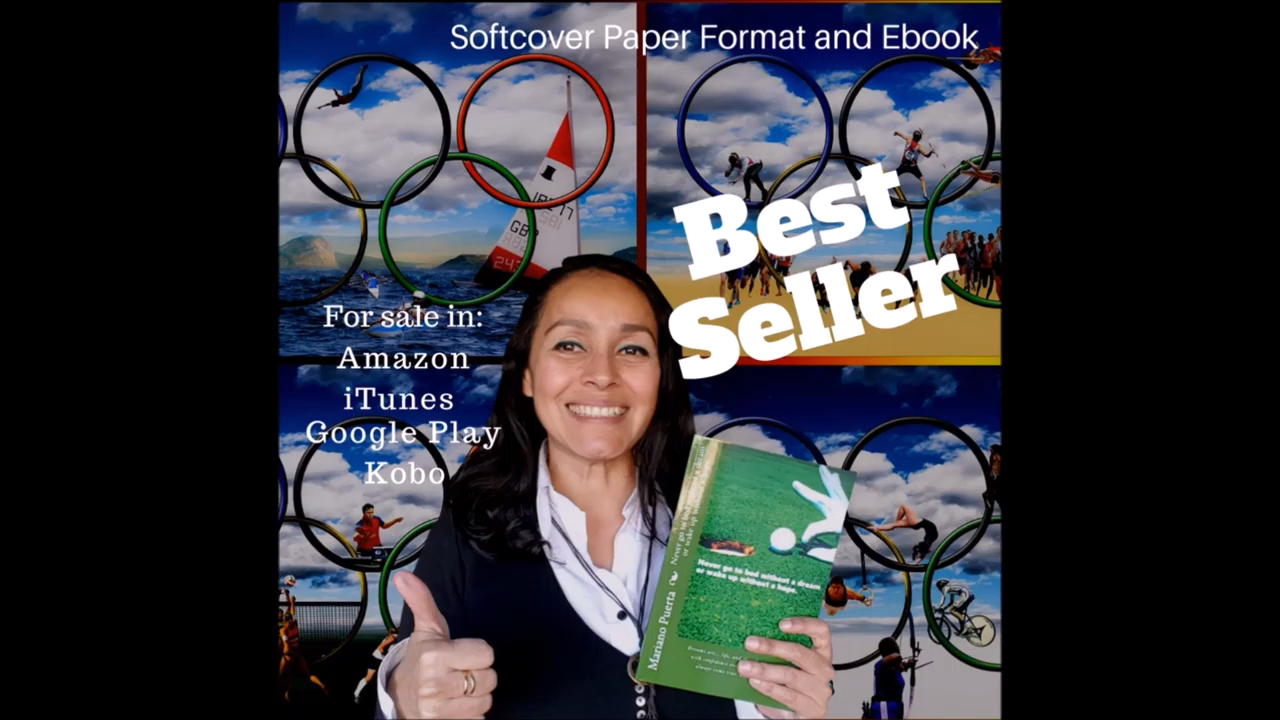 Softcover Paper Format and Ebook
Best
Seller
For sale in:
Amazon
iTunes
Google Play
Kobo
GBR
Never go to bed without a dream
or wake up without a hope.
Mariano Puerta